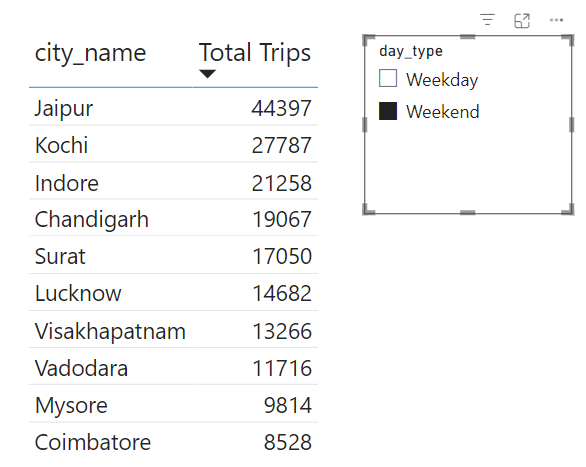 city_name Total Trips
Jaipur 44397
Kochi 27787
Indore 21258
Chandigarh 19067
Surat 17050
Lucknow 14682
Visakhapatnam 13266
Vadodara 11716
Mysore 9814
Coimbatore 8528
day_type
Weekday
Weekend